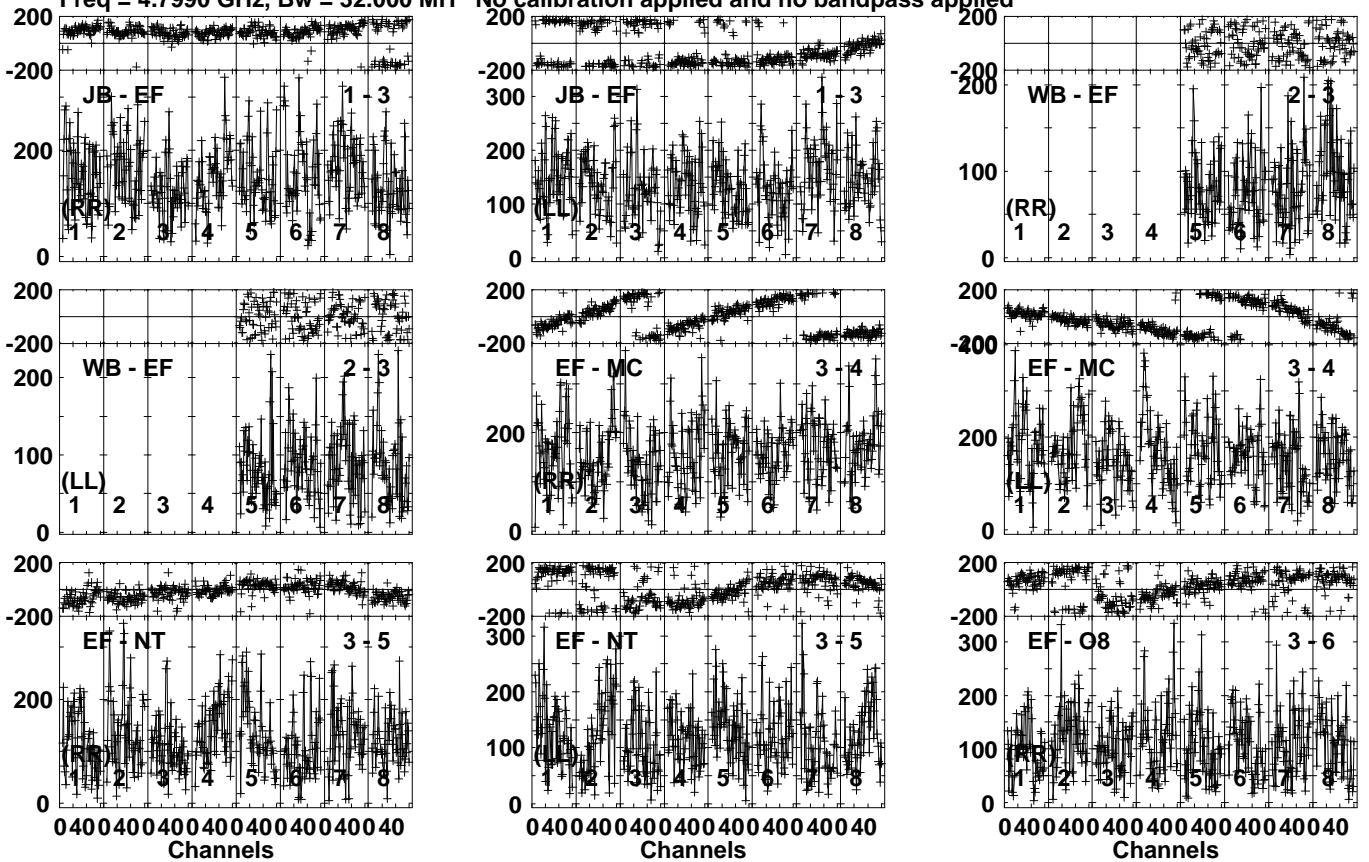 Freq = 4.7990 GHz, Bw = 32.000 MH No calibration applied and no bandpass applied
200 200 200
-200 -200 -200
JB - EF 1 - 3 300 JB - EF 1 - 3 200 WB - EF 2 - 3
200 200 100
(RR) 100 (LL) (RR)
1 2 3 4 5 6 7 8 1 2 3 4 5 6 7 8 1 2 3 4 5 6 7 8
0 0 0
200 200 200
-200 -200 -200
400
WB - EF 2 - 3 EF - MC 3 - 4 EF - MC 3 - 4
200 200 200
100
(LL) (RR) (LL)
1 2 3 4 5 6 7 8 1 2 3 4 5 6 7 8 1 2 3 4 5 6 7 8
0 0 0
200 200 200
-200 -200 -200
EF - NT 3 - 5 300 EF - NT 3 - 5 300 EF - O8 3 - 6
200 200 200
(RR) 100 (LL) 100 (RR)
100
1 2 3 4 5 6 7 8 1 2 3 4 5 6 7 8 1 2 3 4 5 6 7 8
0 0 0
0 40 0 40 0 40 0 40 0 40 0 40 0 40 0 40 0 40 0 40 0 40 0 40 0 40 0 40 0 40 0 40 0 40 0 40 0 40 0 40 0 40 0 40 0 40 0 40
Channels Channels Channels